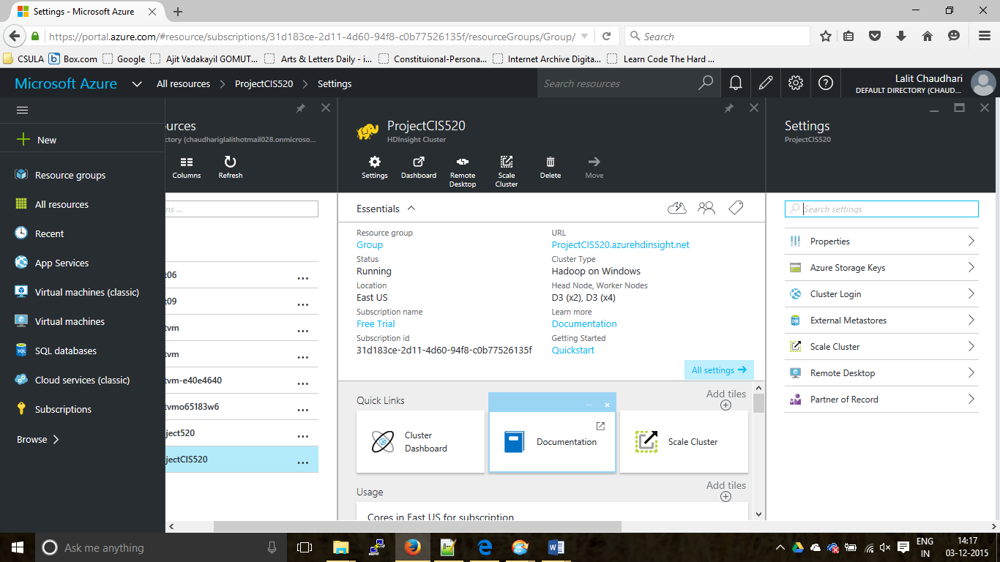 Settings - Microsoft Azure
https://portal.azure.com/#resource/subscriptions/31d183ce-2d11-4d60-94f8-c0b77526135f/resourceGroups/Group/
Search
CSULA
Box.com
Google
Ajit Vadakayil GOMUT...
Arts & Letters Daily - i...
Constituional-Persona...
Internet Archive Digita...
Learn Code The Hard ...
Microsoft Azure
All resources
ProjectCIS520
Settings
Search resources
Lalit Chaudhari
DEFAULT DIRECTORY (CHAUD...
New
Resource groups
All resources
Recent
App Services
Virtual machines (classic)
Virtual machines
SQL databases
Cloud services (classic)
Subscriptions
Browse
ources
ctory (chaudhariglalithotmail028.onmicroso...
Columns
Refresh
ms ...
t06
t09
tvm
tvm
tvm-e40e4640
tvmo65183w6
ject520
jectCIS520
ProjectCIS520
HDInsight Cluster
Settings
Dashboard
Remote
Desktop
Scale
Cluster
Delete
Move
Essentials
Resource group
Group
Status
Running
Location
East US
Subscription name
Free Trial
Subscription id
31d183ce-2d11-4d60-94f8-c0b77526135f
URL
ProjectCIS520.azurehdinsight.net
Cluster Type
Hadoop on Windows
Head Node, Worker Nodes
D3 (x2), D3 (x4)
Learn more
Documentation
Getting Started
Quickstart
All settings
Quick Links
Add tiles
Cluster
Dashboard
Documentation
Scale Cluster
Usage
Add tiles
Cores in East US for subscription
Settings
ProjectCIS520
Search settings
Properties
Azure Storage Keys
Cluster Login
External Metastores
Scale Cluster
Remote Desktop
Partner of Record
Ask me anything
ENG
IN
14:17
03-12-2015